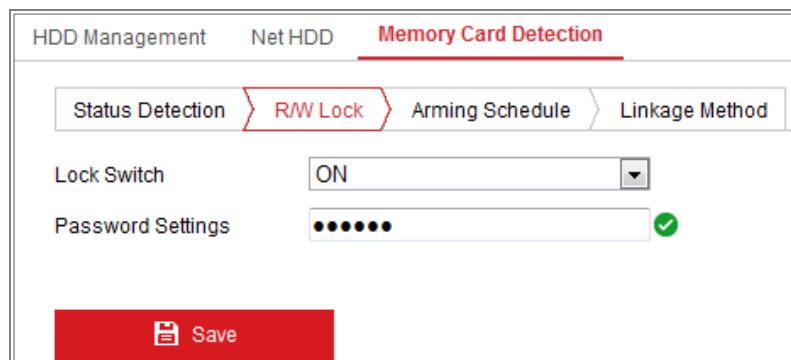 HDD Management Net HDD Memory Card Detection
Status Detection R/W Lock Arming Schedule Linkage Method
Lock Switch ON
Password Settings ●●●●●●
Save